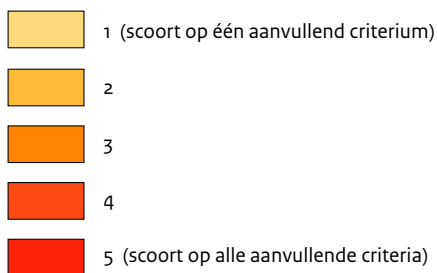 1 (scoort op één aanvullend criterium)
2
3
4
5 (scoort op alle aanvullende criteria)